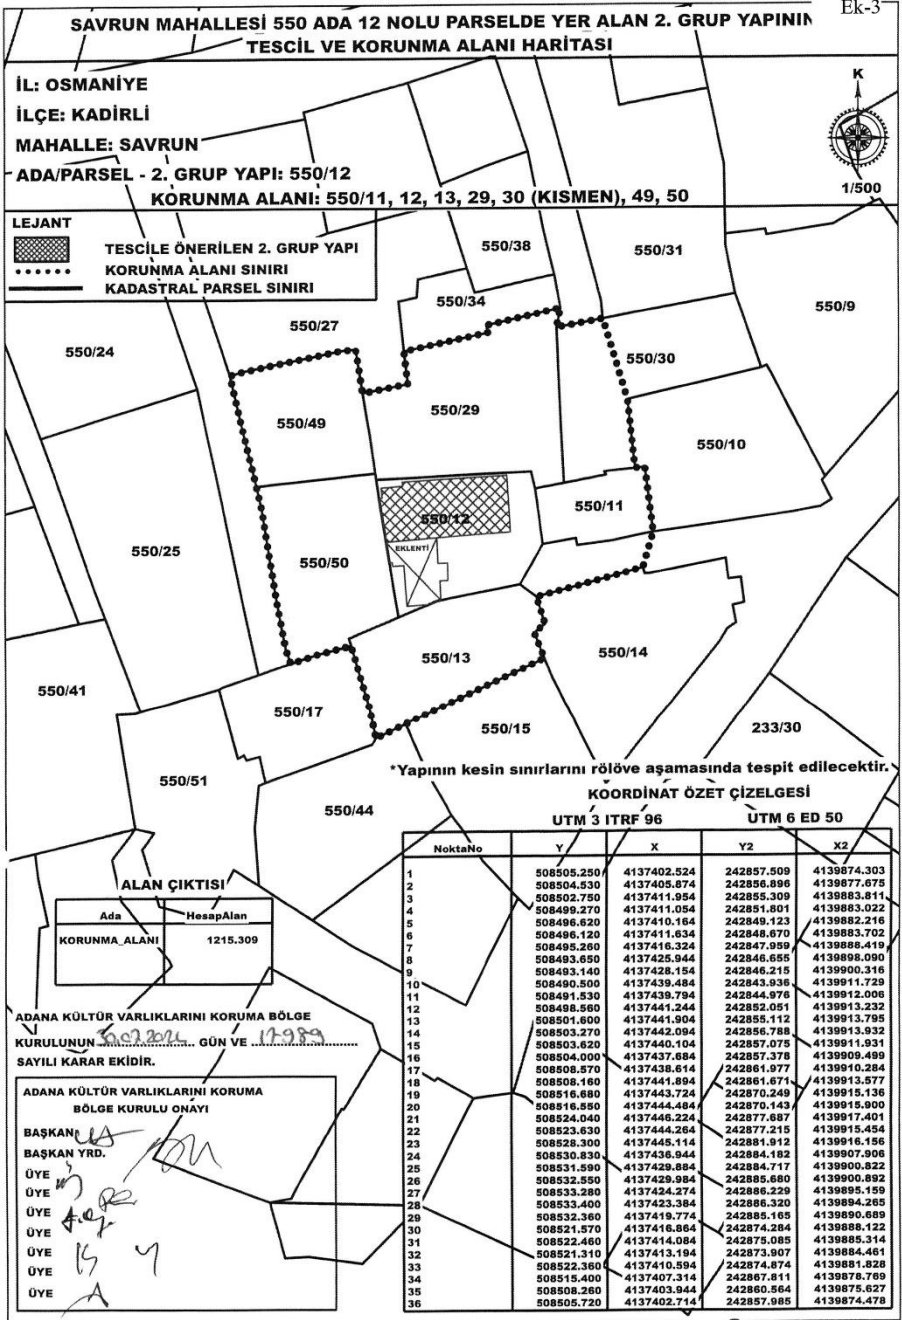 Ek-3
SAVRUN MAHALLESİ 550 ADA 12 NOLU PARSELDE YER ALAN 2. GRUP YAPININ
TESCİL VE KORUNMA ALANI HARİTASI
İL: OSMANİYE
İLÇE: KADİRLİ
MAHALLE: SAVRUN
ADA/PARSEL - 2. GRUP YAPI: 550/12
KORUNMA ALANI: 550/11, 12, 13, 29, 30 (KISMEN), 49, 50
K
1/500
LEJANT
TESCİLE ÖNERİLEN 2. GRUP YAPI
KORUNMA ALANI SINIRI
KADASTRAL PARSEL SINIRI
550/38
550/31
550/34
550/9
550/27
550/24
550/30
550/29
550/49
550/10
550/11
550/12
EKLENTİ
550/25
550/50
550/14
550/13
550/41
550/17
550/15
233/30
550/51
550/44
*Yapının kesin sınırlarını rölöve aşamasında tespit edilecektir.
KOORDİNAT ÖZET ÇİZELGESİ
UTM 3 ITRF 96 UTM 6 ED 50
NoktaNo Y X Y2 X2
1 508505.250 4137402.524 242857.509 4139874.303
2 508504.530 4137405.874 242856.896 4139877.675
3 508502.750 4137411.954 242855.309 4139883.811
4 508499.270 4137411.054 242851.801 4139883.022
5 508496.620 4137410.164 242849.123 4139882.216
6 508496.120 4137411.634 242848.670 4139883.702
7 508495.260 4137416.324 242847.959 4139888.419
8 508493.650 4137425.944 242846.655 4139898.090
9 508493.140 4137428.154 242846.215 4139900.316
10 508490.500 4137439.484 242843.936 4139911.729
11 508491.530 4137439.794 242844.976 4139912.006
12 508498.560 4137441.244 242852.051 4139913.232
13 508501.600 4137441.904 242855.112 4139913.795
14 508503.270 4137442.094 242856.788 4139913.932
15 508503.620 4137440.104 242857.075 4139911.931
16 508504.000 4137437.684 242857.378 4139909.499
17 508508.570 4137438.614 242861.977 4139910.284
18 508508.160 4137441.894 242861.671 4139913.577
19 508516.680 4137443.724 242870.249 4139915.136
20 508516.550 4137444.484 242870.143 4139915.900
21 508524.040 4137446.224 242877.687 4139917.401
22 508523.630 4137444.264 242877.215 4139915.454
23 508528.300 4137445.114 242881.912 4139916.156
24 508530.830 4137436.944 242884.182 4139907.906
25 508531.590 4137429.884 242884.717 4139900.822
26 508532.550 4137429.984 242885.680 4139900.892
27 508533.280 4137424.274 242886.229 4139895.159
28 508533.400 4137423.384 242886.320 4139894.265
29 508532.360 4137419.774 242885.165 4139890.689
30 508521.570 4137416.864 242874.284 4139888.122
31 508522.460 4137414.084 242875.085 4139885.314
32 508521.310 4137413.194 242873.907 4139884.461
33 508522.360 4137410.594 242874.874 4139881.828
34 508515.400 4137407.314 242867.811 4139878.769
35 508508.260 4137403.944 242860.564 4139875.627
36 508505.720 4137402.714 242857.985 4139874.478
ALAN ÇIKTISI
Ada HesapAlan
KORUNMA_ALANI 1215.309
ADANA KÜLTÜR VARLIKLARINI KORUMA BÖLGE
KURULUNUN GÜN VE 17989
SAYILI KARAR EKİDİR.
ADANA KÜLTÜR VARLIKLARINI KORUMA
BÖLGE KURULU ONAYI
BAŞKAN
BAŞKAN YRD.
ÜYE
ÜYE
ÜYE
ÜYE
ÜYE
ÜYE
ÜYE